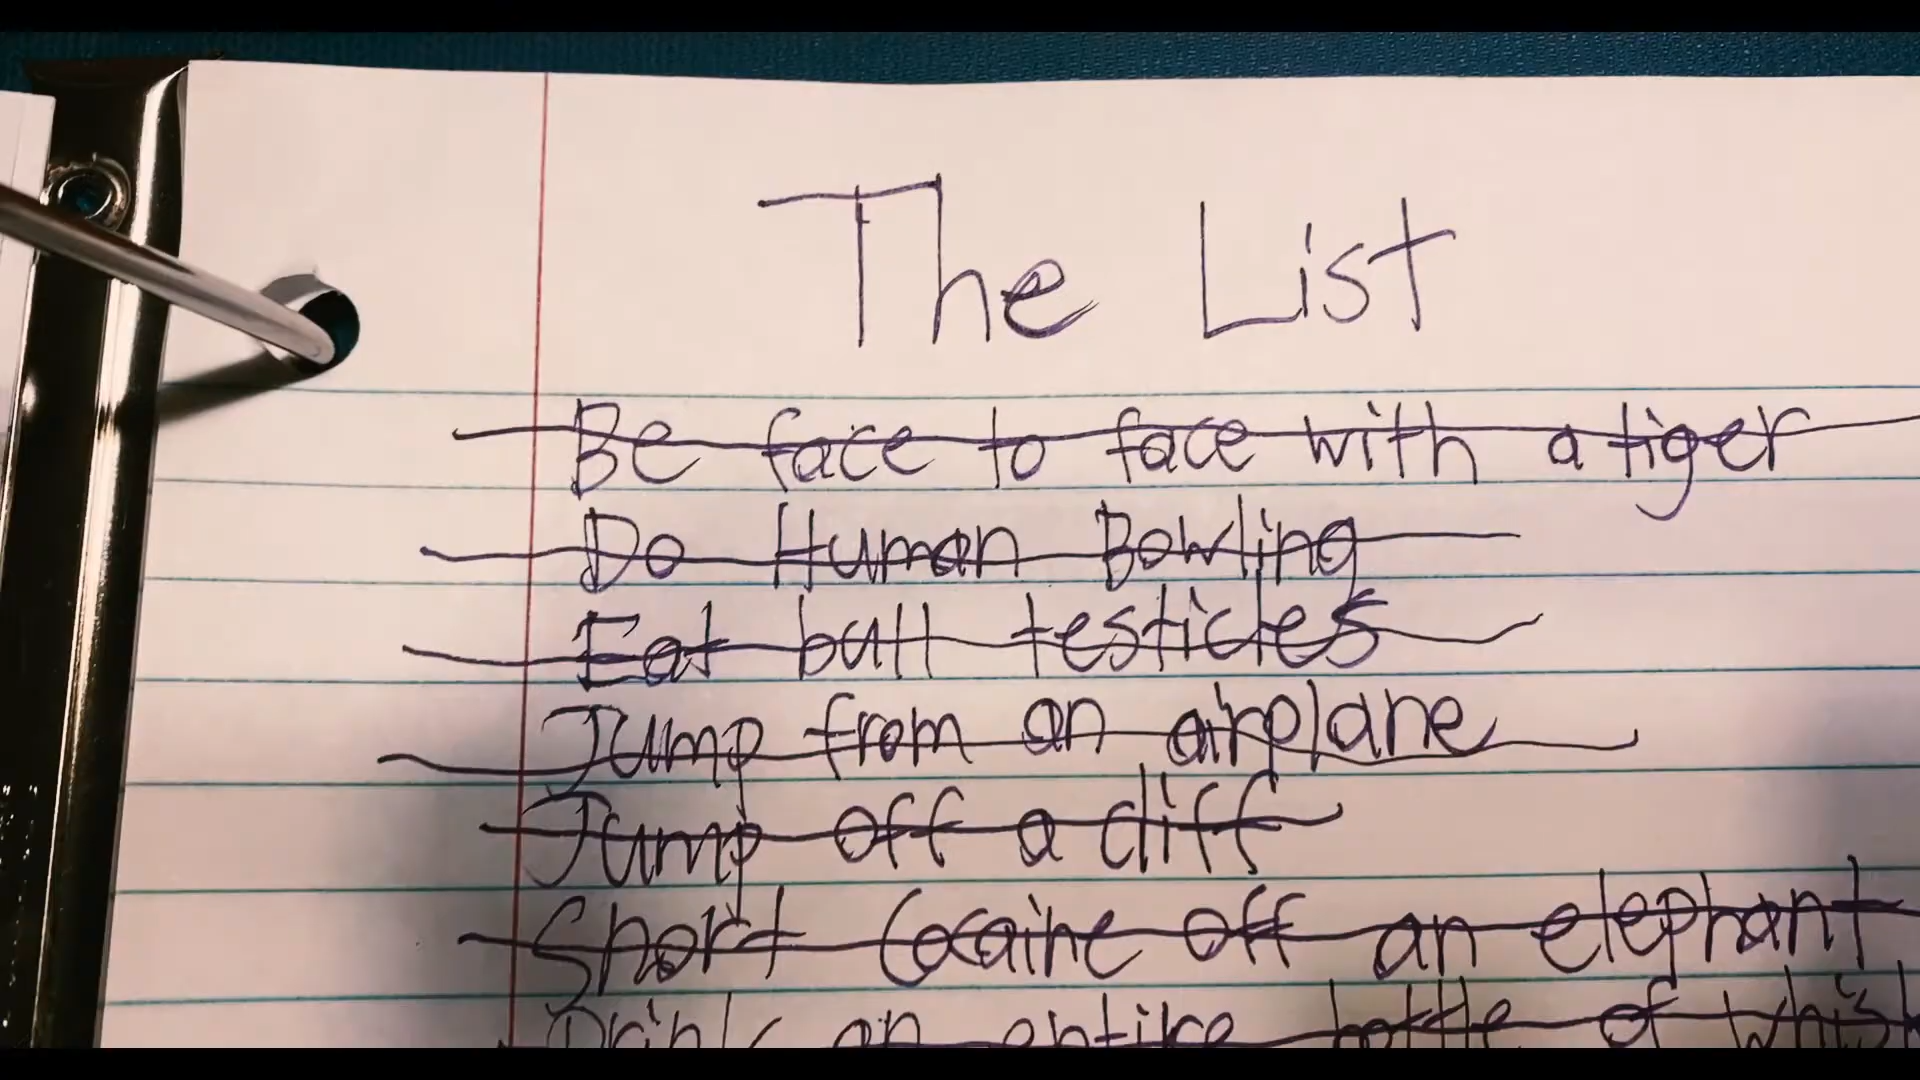 The List
Be face to face with a tiger
Do Human Bowling
Eat bull testicles
Jump from an airplane
Jump off a cliff
Snort Cocaine off an elephant
Drink an entire bottle of